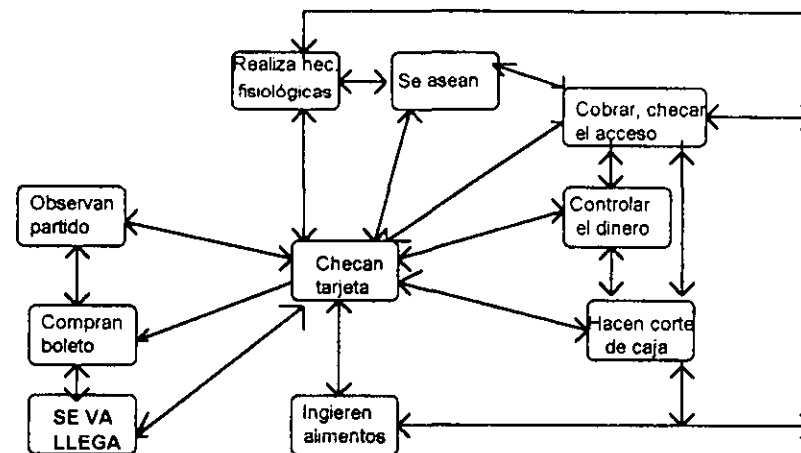 Realiza nec.
fisiológicas
Se asean
Cobrar, checar
el acceso
Observan
partido
Controlar
el dinero
Checan
tarjeta
Compran
boleto
Hacen corte
de caja
SE VA
LLEGA
Ingieren
alimentos